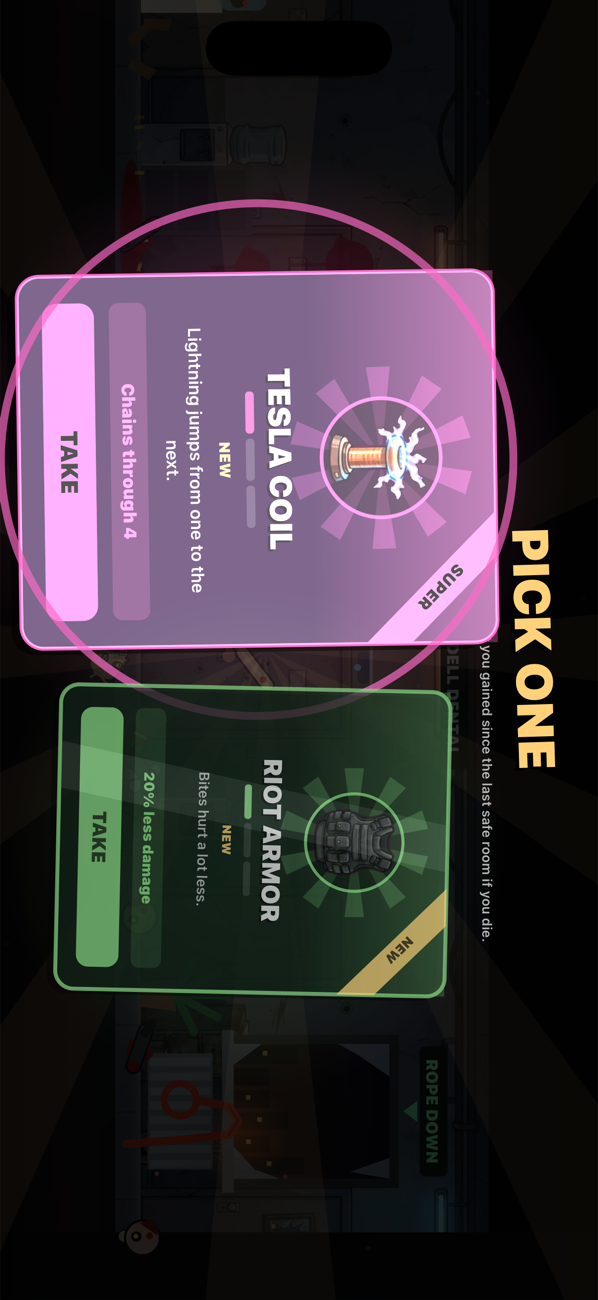 PICK ONE
you gained since the last safe room if you die.
SUPER
TESLA COIL
NEW
Lightning jumps from one to the
next.
Chains through 4
TAKE
NEW
RIOT ARMOR
NEW
Bites hurt a lot less.
20% less damage
TAKE
DELL DENTAL
ROPE DOWN